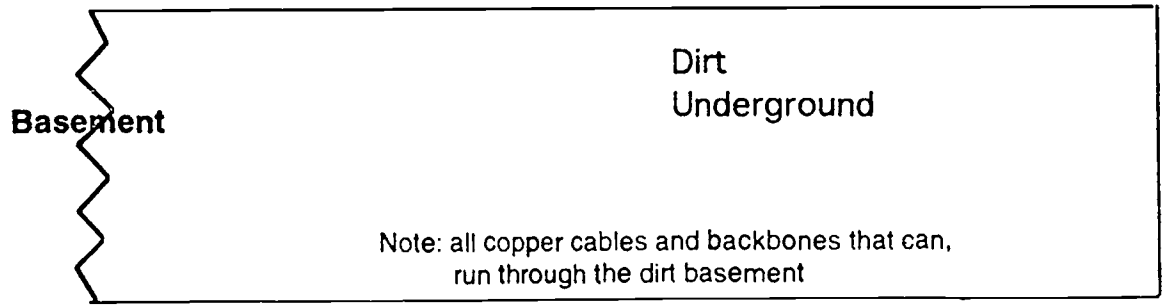 Dirt
Underground
Basement
Note: all copper cables and backbones that can,
run through the dirt basement